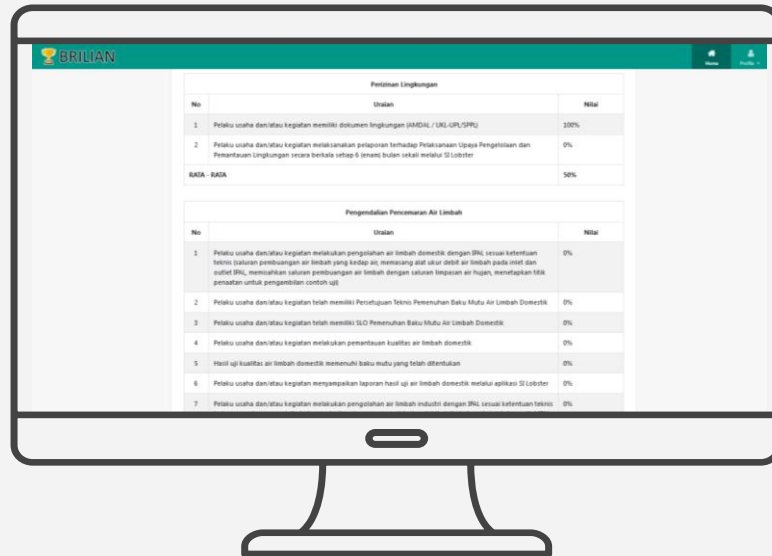 BRILIAN
Home
Profile
Perizinan Lingkungan
No Uraian Nilai
1 Pelaku usaha dan/atau kegiatan memiliki dokumen lingkungan (AMDAL / UKL-UPL/SPPL) 100%
2 Pelaku usaha dan/atau kegiatan melaksanakan pelaporan terhadap Pelaksanaan Upaya Pengelolaan dan 0%
Pemantauan Lingkungan secara berkala setiap 6 (enam) bulan sekali melalui SI Lobster
RATA - RATA 50%
Pengendalian Pencemaran Air Limbah
No Uraian Nilai
1 Pelaku usaha dan/atau kegiatan melakukan pengolahan air limbah domestik dengan IPAL sesuai ketentuan 0%
teknis (saluran pembuangan air limbah yang kedap air, memasang alat ukur debit air limbah pada inlet dan
outlet IPAL, memisahkan saluran pembuangan air limbah dengan saluran limpasan air hujan, menetapkan titik
penaatan untuk pengambilan contoh uji)
2 Pelaku usaha dan/atau kegiatan telah memiliki Persetujuan Teknis Pemenuhan Baku Mutu Air Limbah Domestik 0%
3 Pelaku usaha dan/atau kegiatan telah memiliki SLO Pemenuhan Baku Mutu Air Limbah Domestik 0%
4 Pelaku usaha dan/atau kegiatan melakukan pemantauan kualitas air limbah domestik 0%
5 Hasil uji kualitas air limbah domestik memenuhi baku mutu yang telah ditentukan 0%
6 Pelaku usaha dan/atau kegiatan menyampaikan laporan hasil uji air limbah domestik melalui aplikasi SI Lobster 0%
7 Pelaku usaha dan/atau kegiatan melakukan pengolahan air limbah industri dengan IPAL sesuai ketentuan teknis 0%